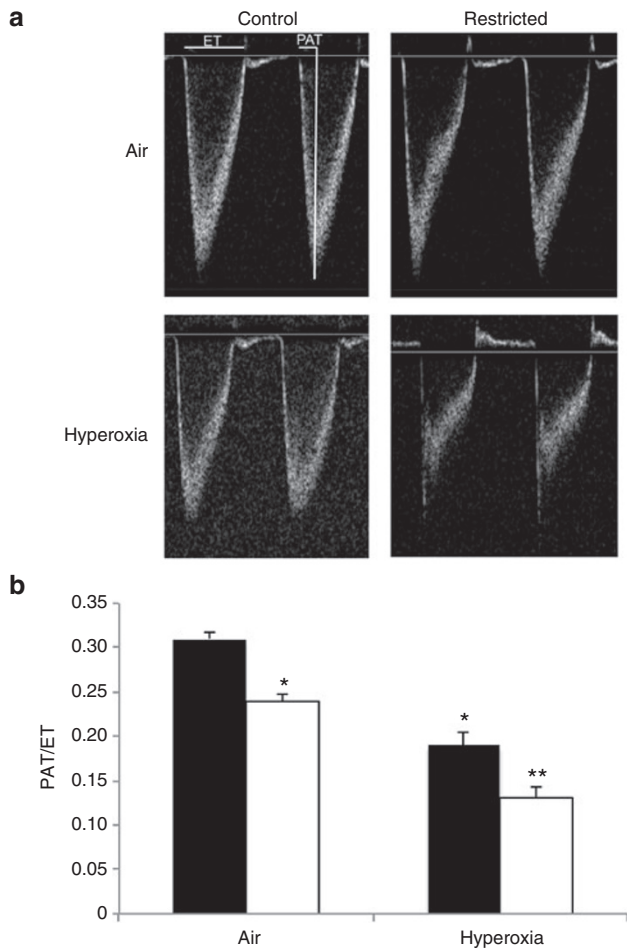 a
Control Restricted
ET PAT
Air
Hyperoxia
b
0.35
0.30
0.25
0.20
0.15
0.10
0.05
0
PAT/ET
*
*
**
Air Hyperoxia